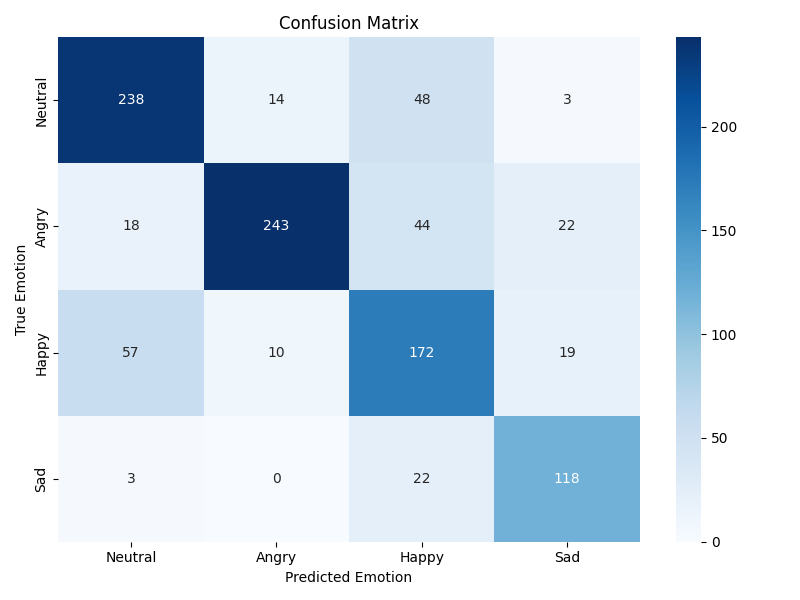 Confusion Matrix
Neutral 238 14 48 3
Angry 18 243 44 22
Happy 57 10 172 19
Sad 3 0 22 118
True Emotion
Neutral Angry Happy Sad
Predicted Emotion
200
150
100
50
0